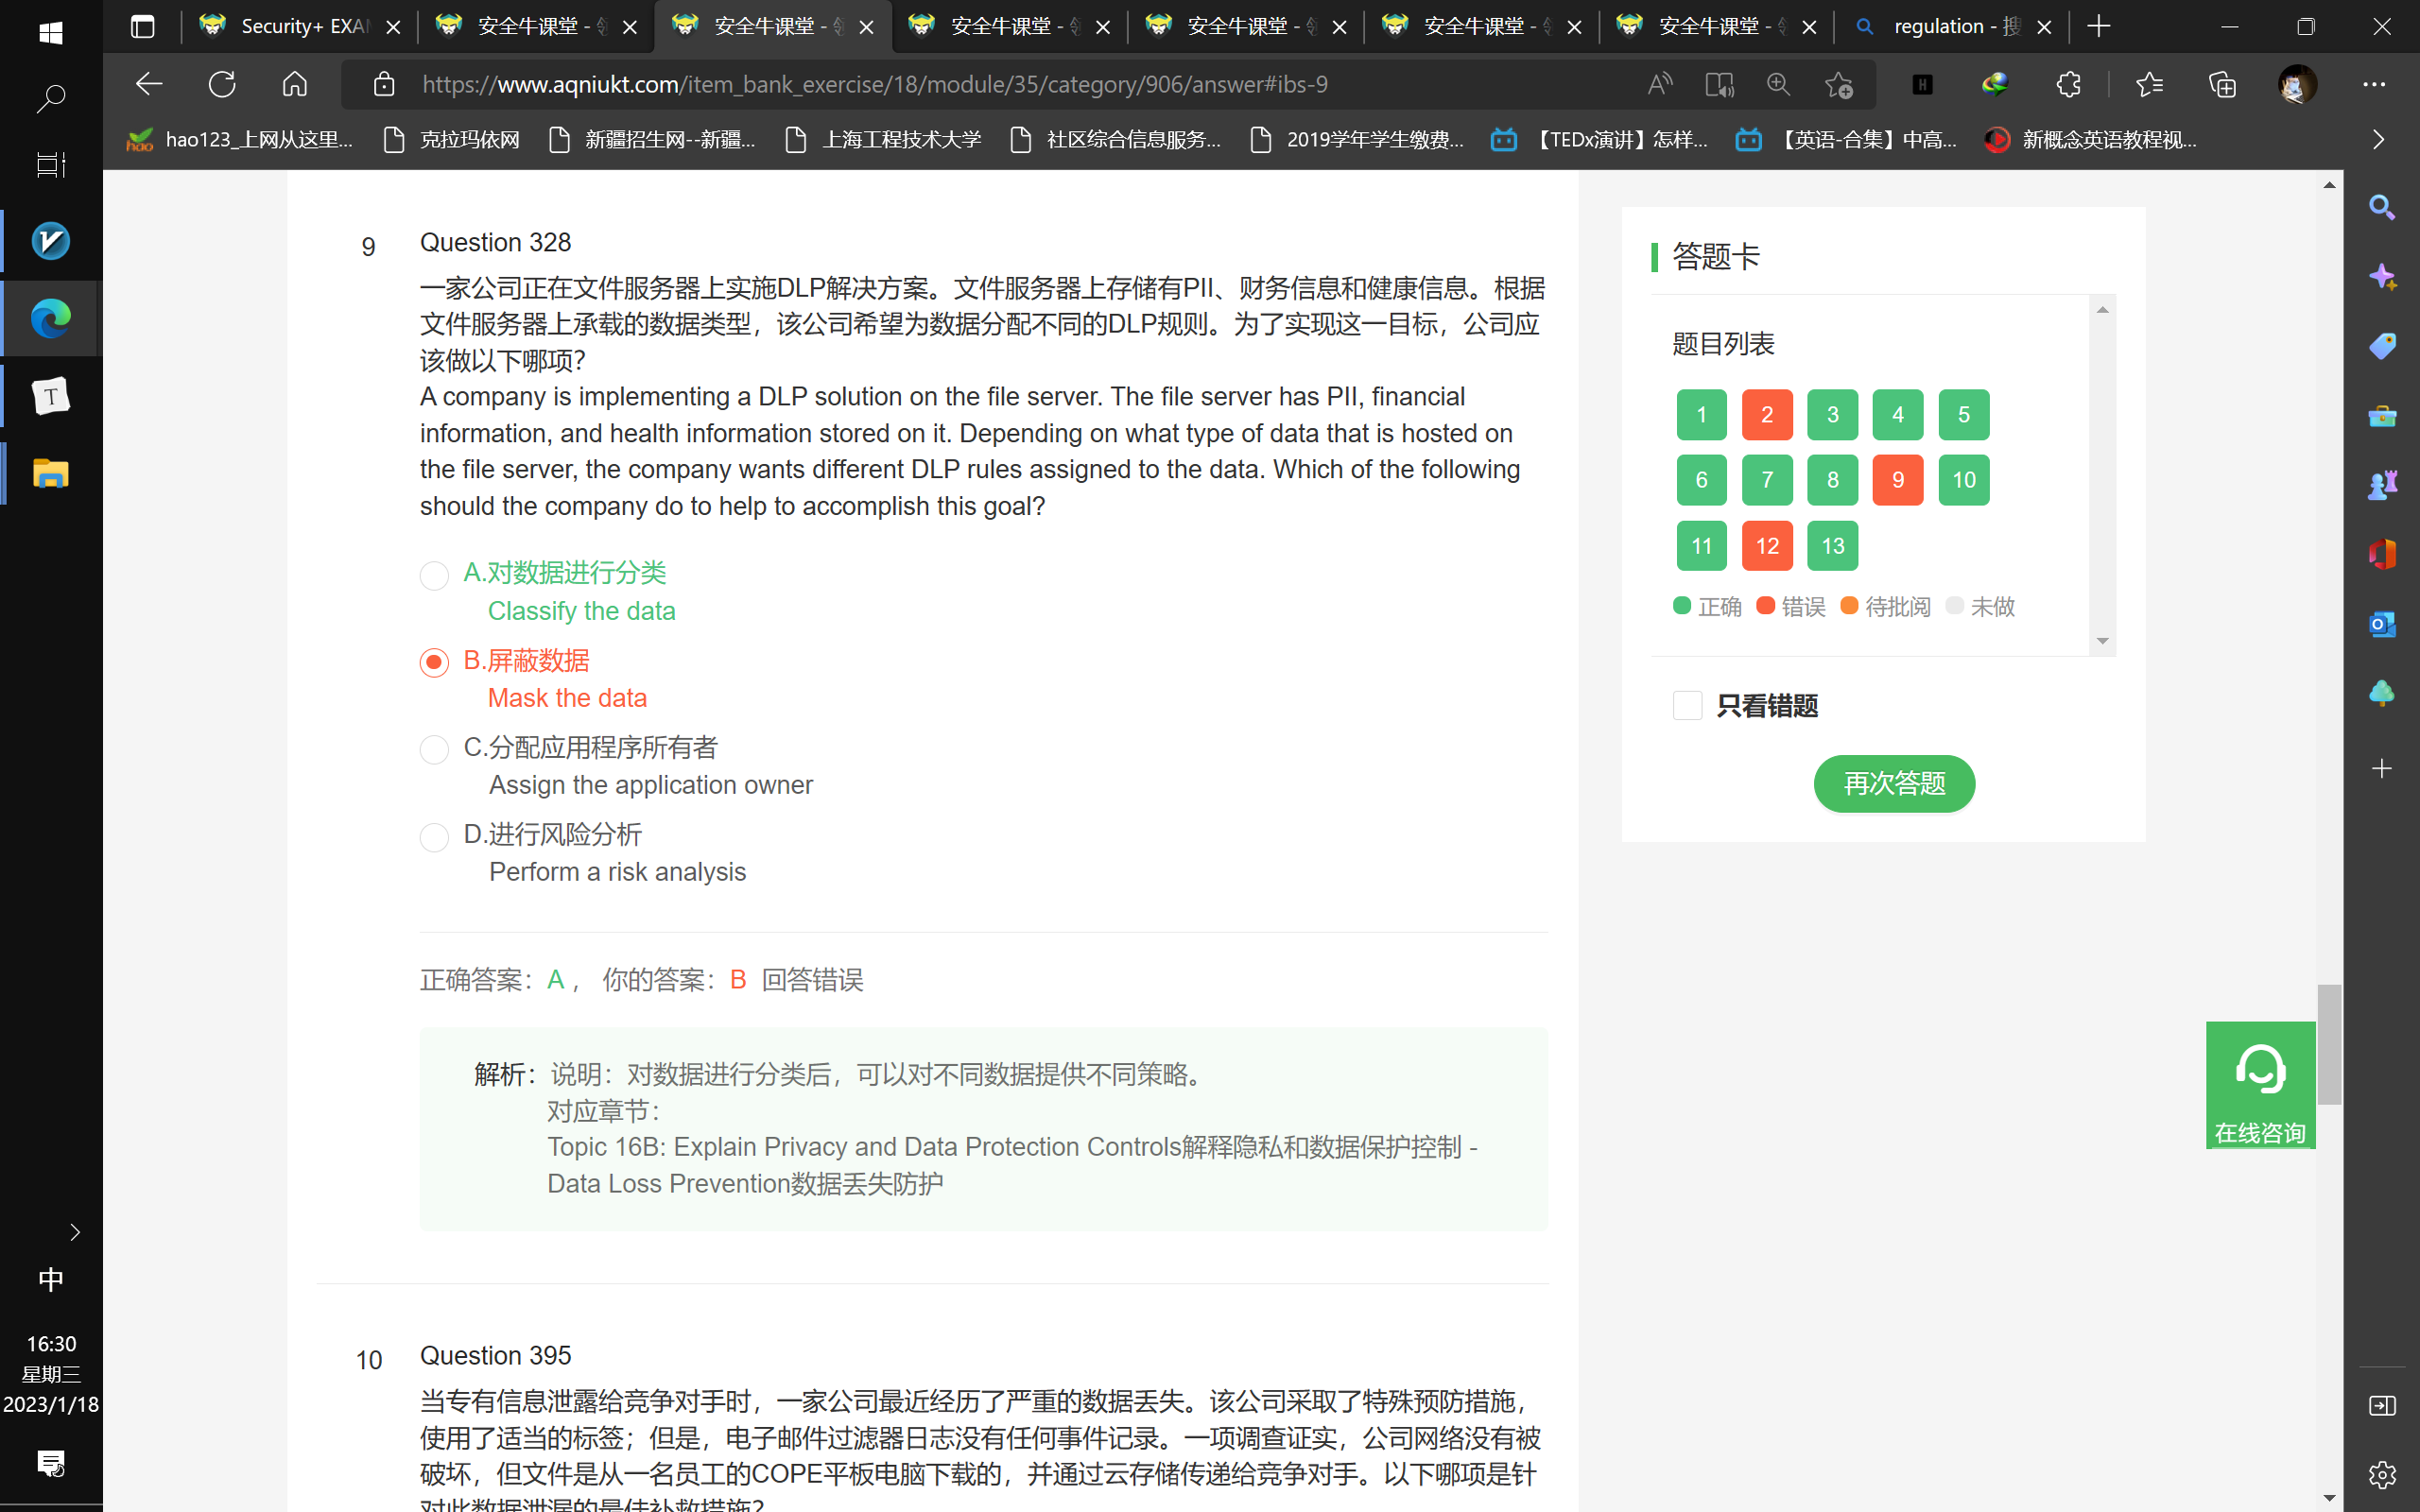 Security+ EXA
安全牛课堂 -
安全牛课堂 -
安全牛课堂 -
安全牛课堂 -
安全牛课堂 -
安全牛课堂 -
regulation - 搜
https://www.aqniukt.com/item_bank_exercise/18/module/35/category/906/answer#ibs-9
hao123_上网从这里...
克拉玛依网
新疆招生网--新疆...
上海工程技术大学
社区综合信息服务...
2019学年学生缴费...
【TEDx演讲】怎样...
【英语-合集】中高...
新概念英语教程视...
9
Question 328
一家公司正在文件服务器上实施DLP解决方案。文件服务器上存储有PII、财务信息和健康信息。根据
文件服务器上承载的数据类型，该公司希望为数据分配不同的DLP规则。为了实现这一目标，公司应
该做以下哪项？
A company is implementing a DLP solution on the file server. The file server has PII, financial
information, and health information stored on it. Depending on what type of data that is hosted on
the file server, the company wants different DLP rules assigned to the data. Which of the following
should the company do to help to accomplish this goal?
A.对数据进行分类
Classify the data
B.屏蔽数据
Mask the data
C.分配应用程序所有者
Assign the application owner
D.进行风险分析
Perform a risk analysis
正确答案：A， 你的答案：B 回答错误
解析：说明：对数据进行分类后，可以对不同数据提供不同策略。
对应章节：
Topic 16B: Explain Privacy and Data Protection Controls解释隐私和数据保护控制 -
Data Loss Prevention数据丢失防护
10
Question 395
当专有信息泄露给竞争对手时，一家公司最近经历了严重的数据丢失。该公司采取了特殊预防措施，
使用了适当的标签；但是，电子邮件过滤器日志没有任何事件记录。一项调查证实，公司网络没有被
破坏，但文件是从一名员工的COPE平板电脑下载的，并通过云存储传递给竞争对手。以下哪项是针
对此数据泄漏的最佳补救措施？
答题卡
题目列表
1 2 3 4 5
6 7 8 9 10
11 12 13
正确 错误 待批阅 未做
只看错题
再次答题
在线咨询
中
16:30
星期三
2023/1/18